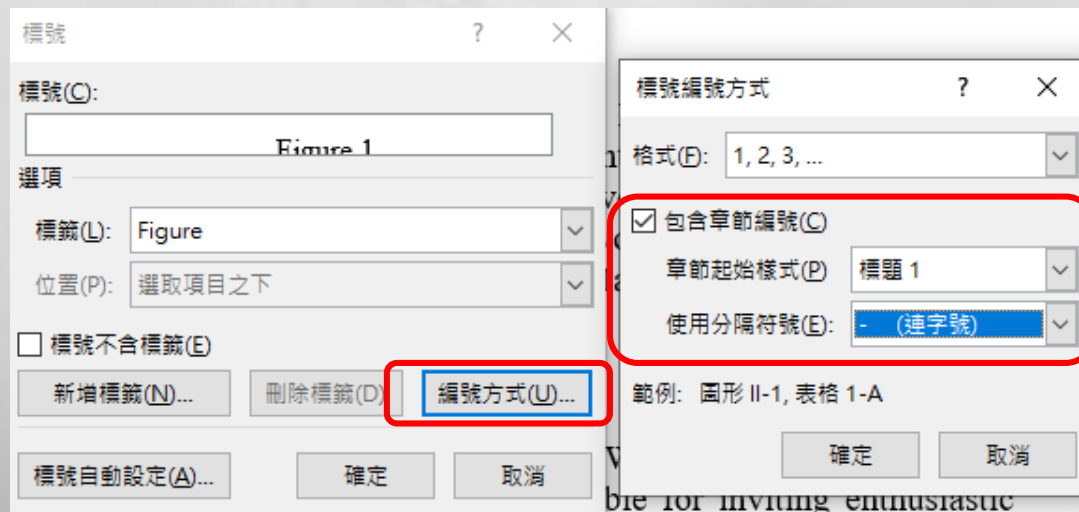 標號
標號(C):
Figure 1
選項
標籤(L): Figure
位置(P): 選取項目之下
標號不含標籤(E)
新增標籤(N)...
刪除標籤(D)
編號方式(U)...
標號自動設定(A)...
確定
取消
標號編號方式
格式(F): 1, 2, 3, ...
包含章節編號(C)
章節起始樣式(P) 標題 1
使用分隔符號(E): - (連字號)
範例: 圖形 II-1, 表格 1-A
確定
取消
ble for inviting enthusiastic